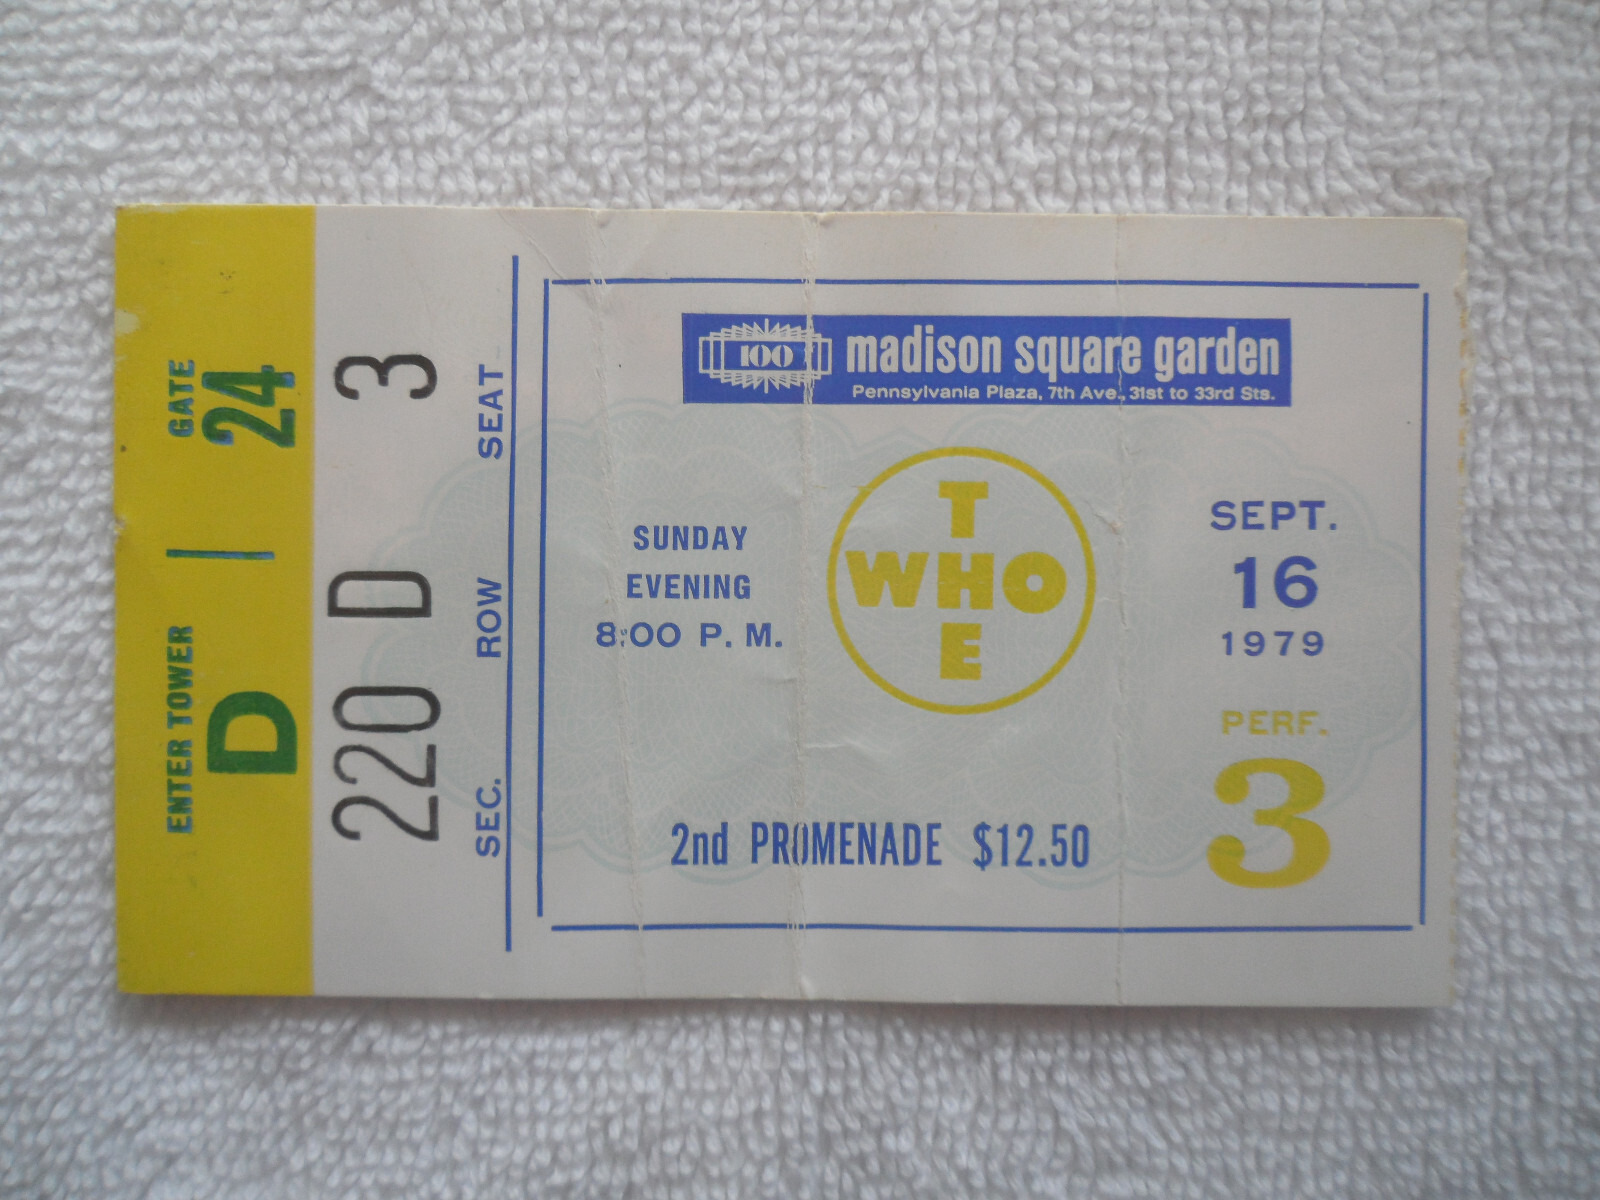 ENTER TOWER GATE
D | 24
220 D 3
SEC. ROW SEAT
100 madison square garden
Pennsylvania Plaza, 7th Ave., 31st to 33rd Sts.
SUNDAY
EVENING
8:00 P. M.
T
WHO
E
SEPT.
16
1979
PERF.
3
2nd PROMENADE $12.50